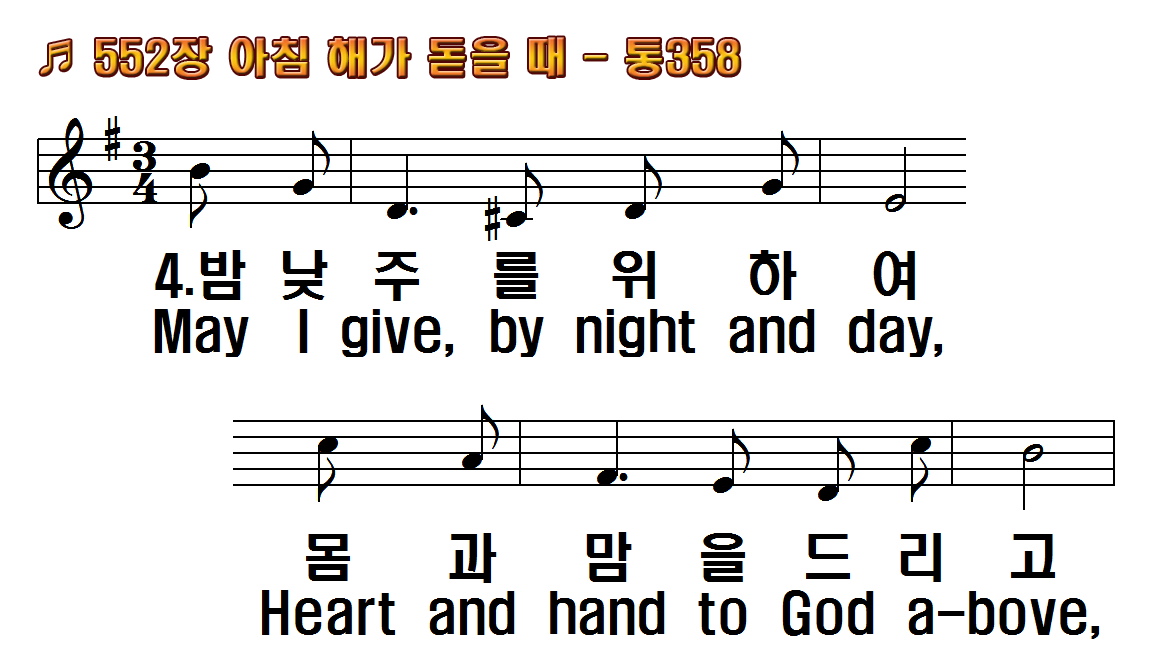 ♬ 552장 아침 해가 돋을 때 - 통358
3
4
4.밤 낮 주 를 위 하 여
May I give, by night and day,
몸 과 맘 을 드 리 고
Heart and hand to God a-bove,